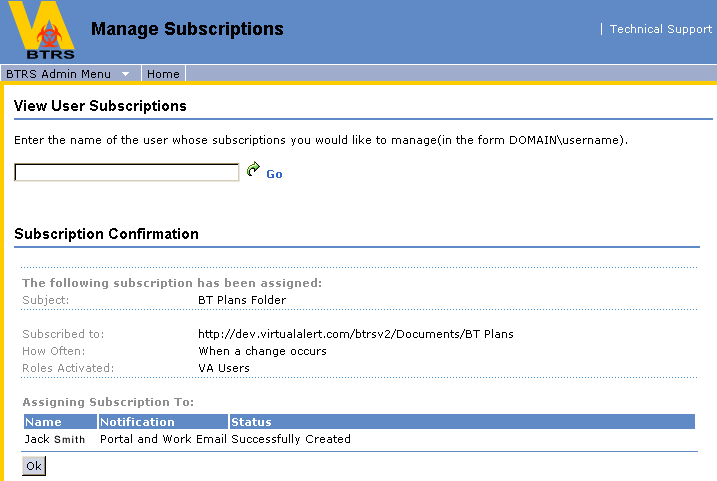 VA
BTRS
Manage Subscriptions
| Technical Support
BTRS Admin Menu
Home
View User Subscriptions
Enter the name of the user whose subscriptions you would like to manage(in the form DOMAIN\username).
Go
Subscription Confirmation
The following subscription has been assigned:
Subject: BT Plans Folder
Subscribed to: http://dev.virtualalert.com/btrsv2/Documents/BT Plans
How Often: When a change occurs
Roles Activated: VA Users
Assigning Subscription To:
Name Notification Status
Jack Smith Portal and Work Email Successfully Created
Ok